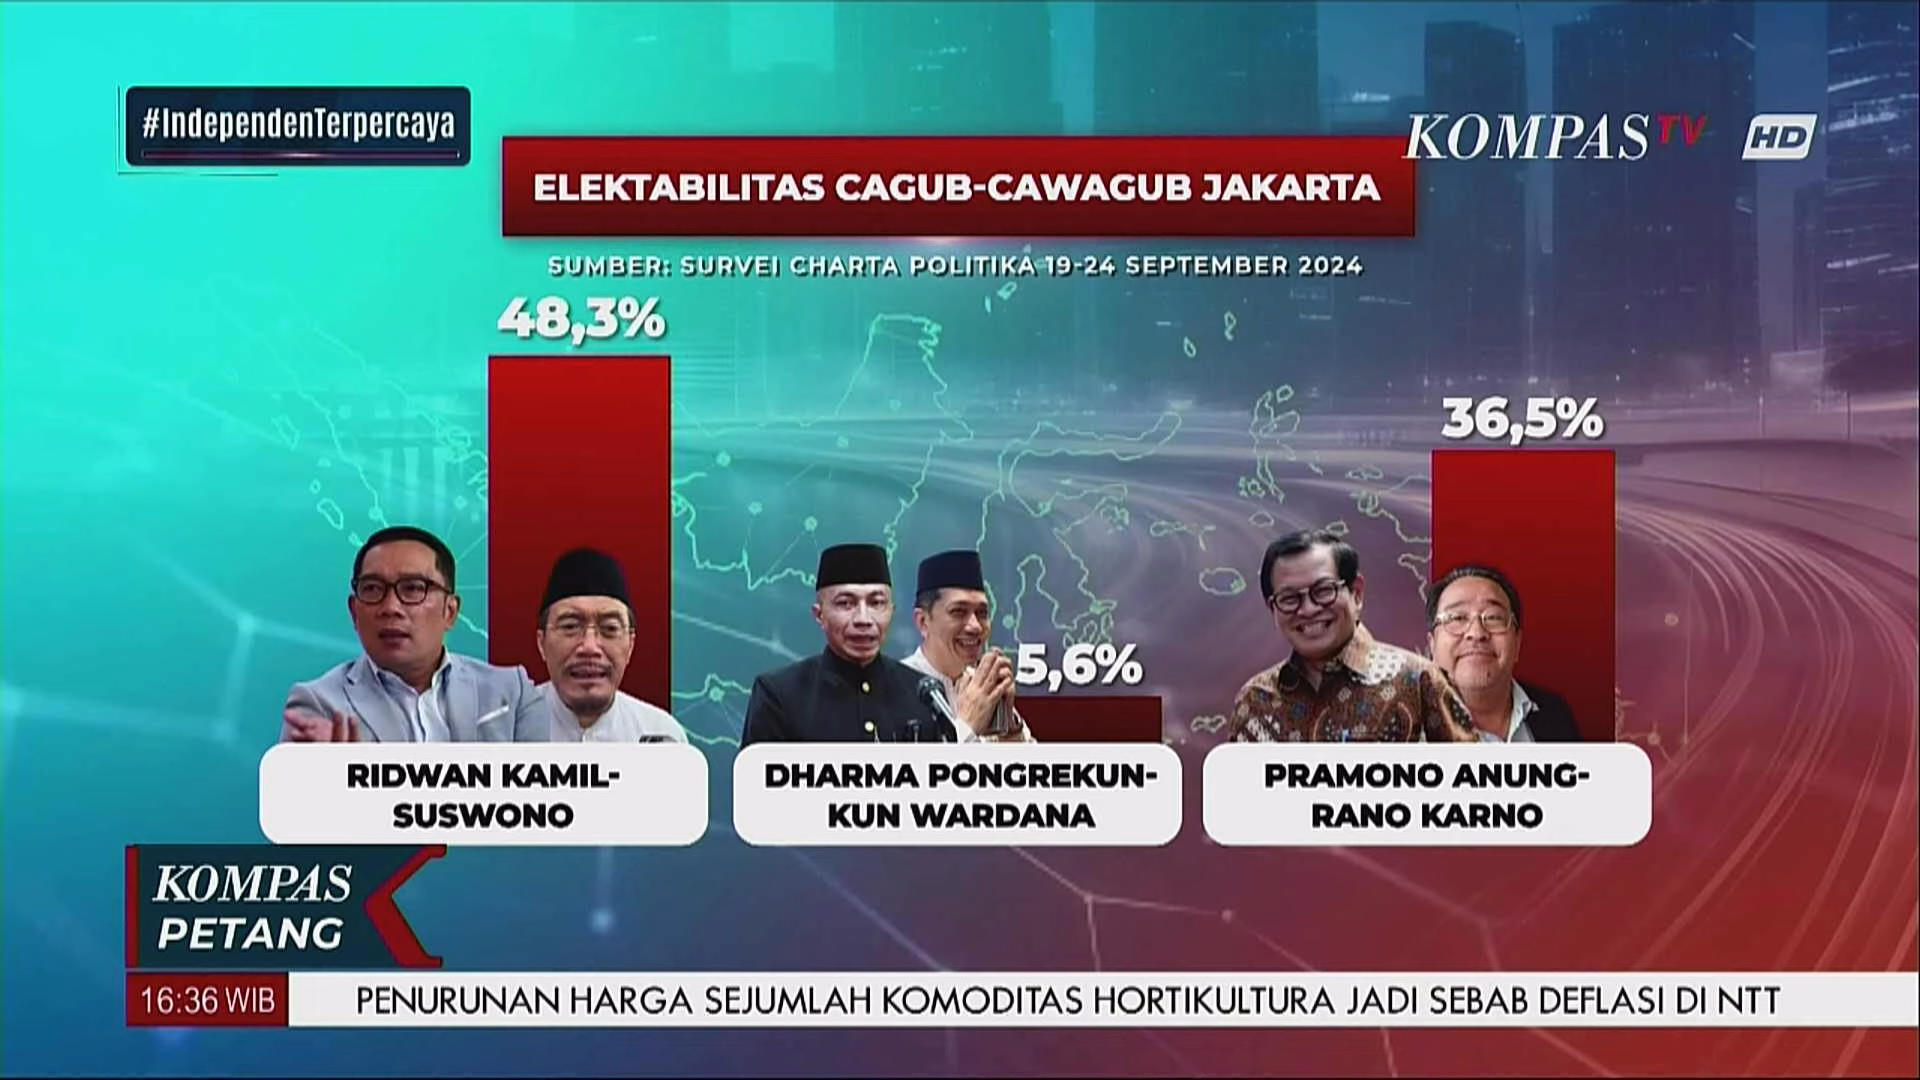 #IndependenTerpercaya
KOMPAS TV HD
ELEKTABILITAS CAGUB-CAWAGUB JAKARTA
SUMBER: SURVEI CHARTA POLITIKA 19-24 SEPTEMBER 2024
48,3%
36,5%
5,6%
RIDWAN KAMIL-
SUSWONO
DHARMA PONGREKUN-
KUN WARDANA
PRAMONO ANUNG-
RANO KARNO
KOMPAS
PETANG
16:36 WIB
PENURUNAN HARGA SEJUMLAH KOMODITAS HORTIKULTURA JADI SEBAB DEFLASI DI NTT